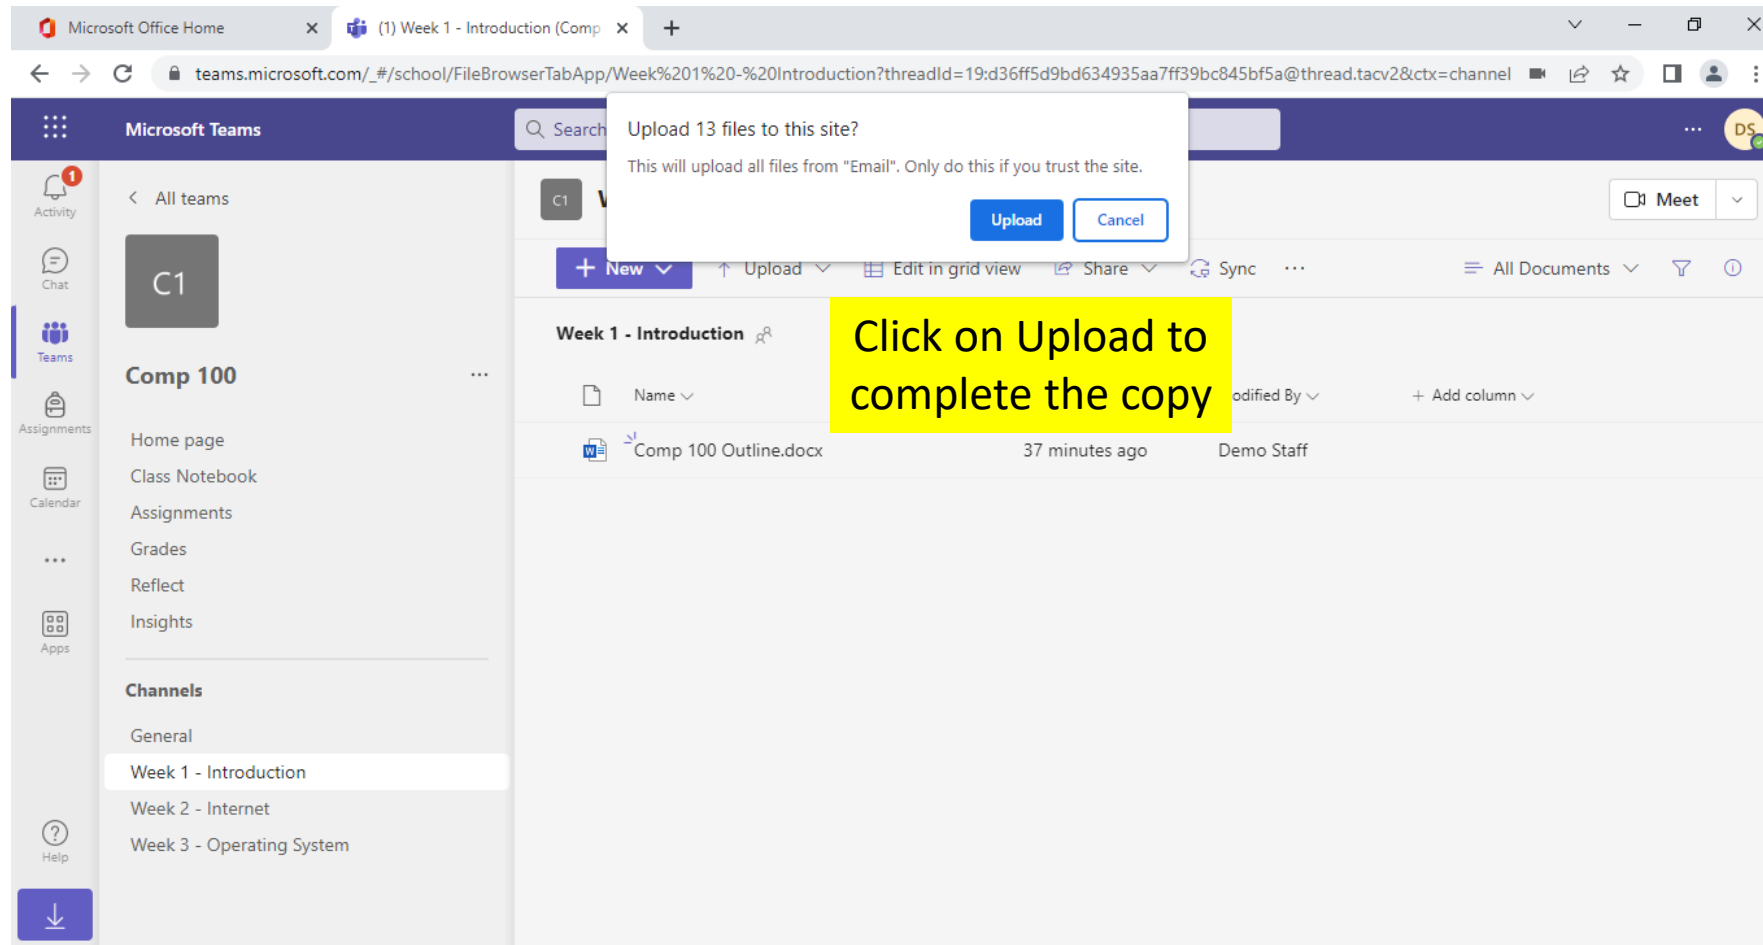 Microsoft Office Home
(1) Week 1 - Introduction (Comp
teams.microsoft.com/_#/school/FileBrowserTabApp/Week%201%20-%20Introduction?threadId=19:d36ff5d9bd634935aa7ff39bc845bf5a@thread.tacv2&ctx=channel
Microsoft Teams
Search
Upload 13 files to this site?
This will upload all files from "Email". Only do this if you trust the site.
Upload
Cancel
DS
1
Activity
Chat
Teams
Assignments
Calendar
Apps
Help
All teams
C1
Comp 100
Home page
Class Notebook
Assignments
Grades
Reflect
Insights
Channels
General
Week 1 - Introduction
Week 2 - Internet
Week 3 - Operating System
C1
Meet
New
Upload
Edit in grid view
Share
Sync
All Documents
Week 1 - Introduction
Click on Upload to
complete the copy
Name
odified By
Add column
Comp 100 Outline.docx
37 minutes ago
Demo Staff